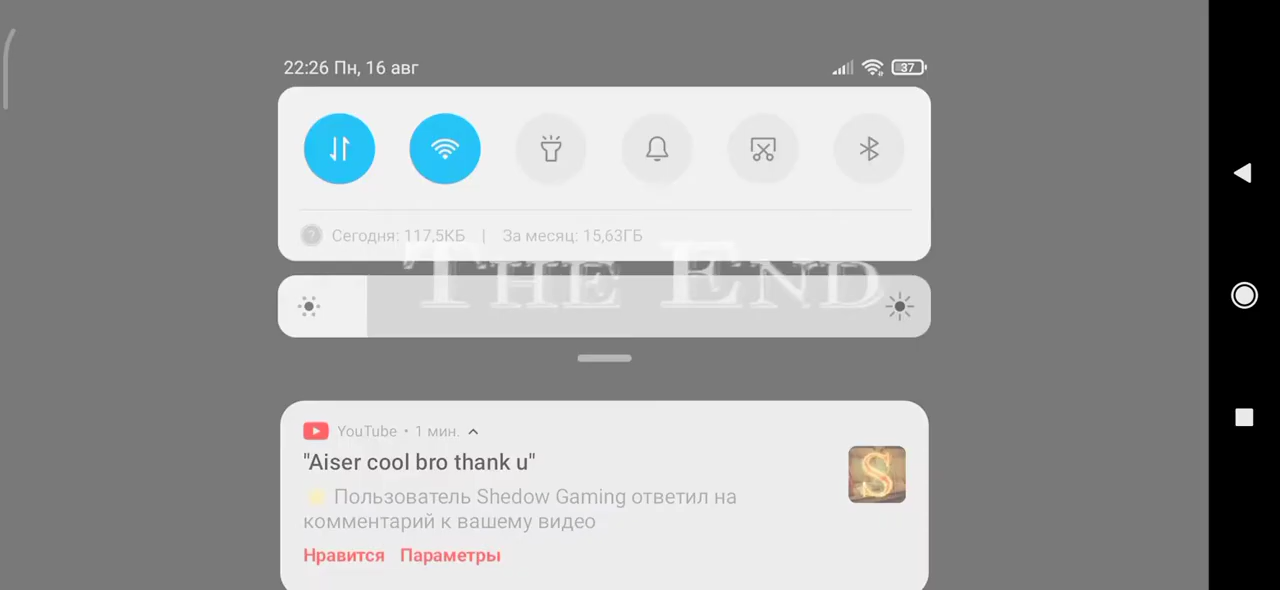 22:26 Пн, 16 авг
37
Сегодня: 117,5КБ | За месяц: 15,63ГБ
The End
YouTube • 1 мин.
"Aiser cool bro thank u"
Пользователь Shedow Gaming ответил на
комментарий к вашему видео
S
Нравится Параметры